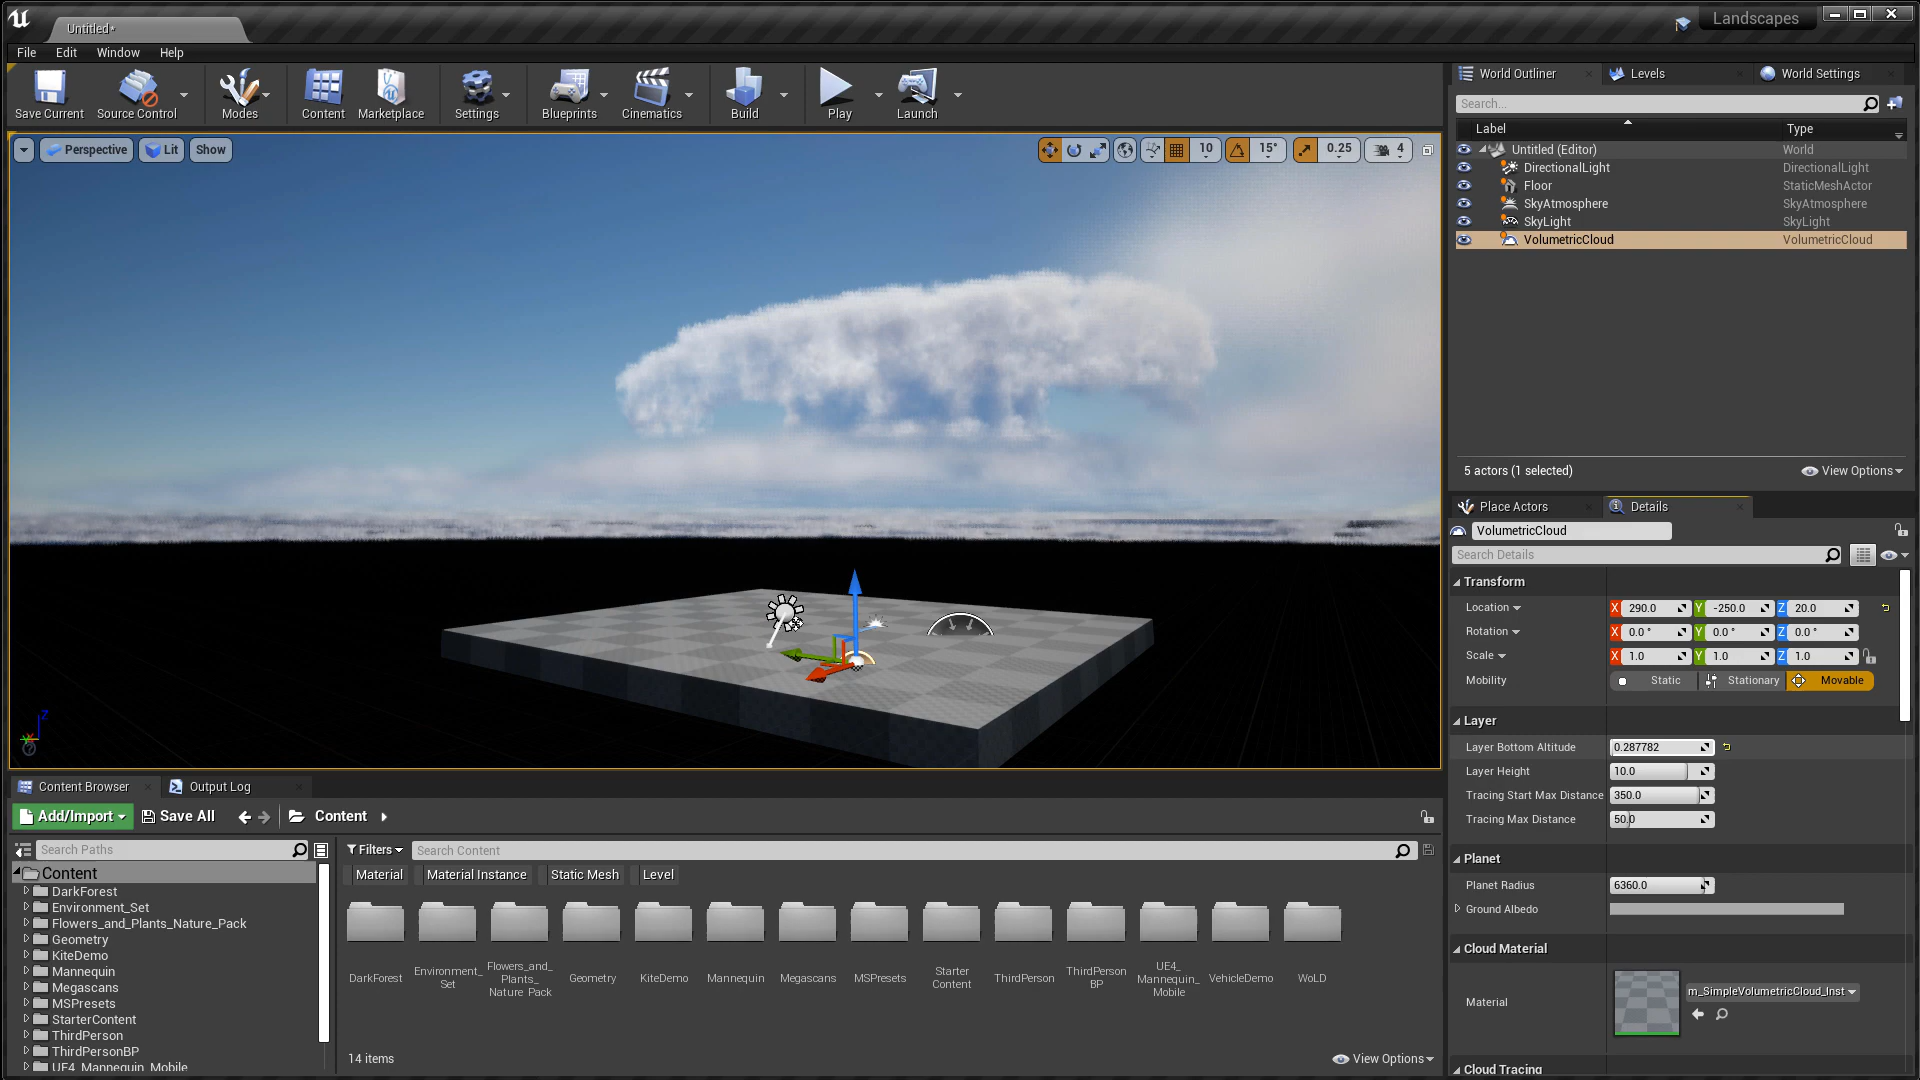 Untitled*
Landscapes
File Edit Window Help
Save Current
Source Control
Modes
Content
Marketplace
Settings
Blueprints
Cinematics
Build
Play
Launch
Perspective
Lit
Show
10
15°
0.25
4
Z
World Outliner
Levels
World Settings
Search...
Label Type
Untitled (Editor) World
DirectionalLight DirectionalLight
Floor StaticMeshActor
SkyAtmosphere SkyAtmosphere
SkyLight SkyLight
VolumetricCloud VolumetricCloud
5 actors (1 selected)
View Options
Place Actors
Details
VolumetricCloud
Search Details
Transform
Location X 290.0 Y -250.0 Z 20.0
Rotation X 0.0 ° Y 0.0 ° Z 0.0 °
Scale X 1.0 Y 1.0 Z 1.0
Mobility Static Stationary Movable
Layer
Layer Bottom Altitude 0.287782
Layer Height 10.0
Tracing Start Max Distance 350.0
Tracing Max Distance 50.0
Planet
Planet Radius 6360.0
Ground Albedo
Cloud Material
Material
m_SimpleVolumetricCloud_Inst
Cloud Tracing
Content Browser
Output Log
Add/Import
Save All
Content
Search Paths
Content
DarkForest
Environment_Set
Flowers_and_Plants_Nature_Pack
Geometry
KiteDemo
Mannequin
Megascans
MSPresets
StarterContent
ThirdPerson
ThirdPersonBP
UE4_Mannequin_Mobile
Filters
Search Content
Material
Material Instance
Static Mesh
Level
DarkForest
Environment_
Set
Flowers_and_
Plants_
Nature_Pack
Geometry
KiteDemo
Mannequin
Megascans
MSPresets
Starter
Content
ThirdPerson
ThirdPerson
BP
UE4_
Mannequin_
Mobile
VehicleDemo
WoLD
14 items
View Options